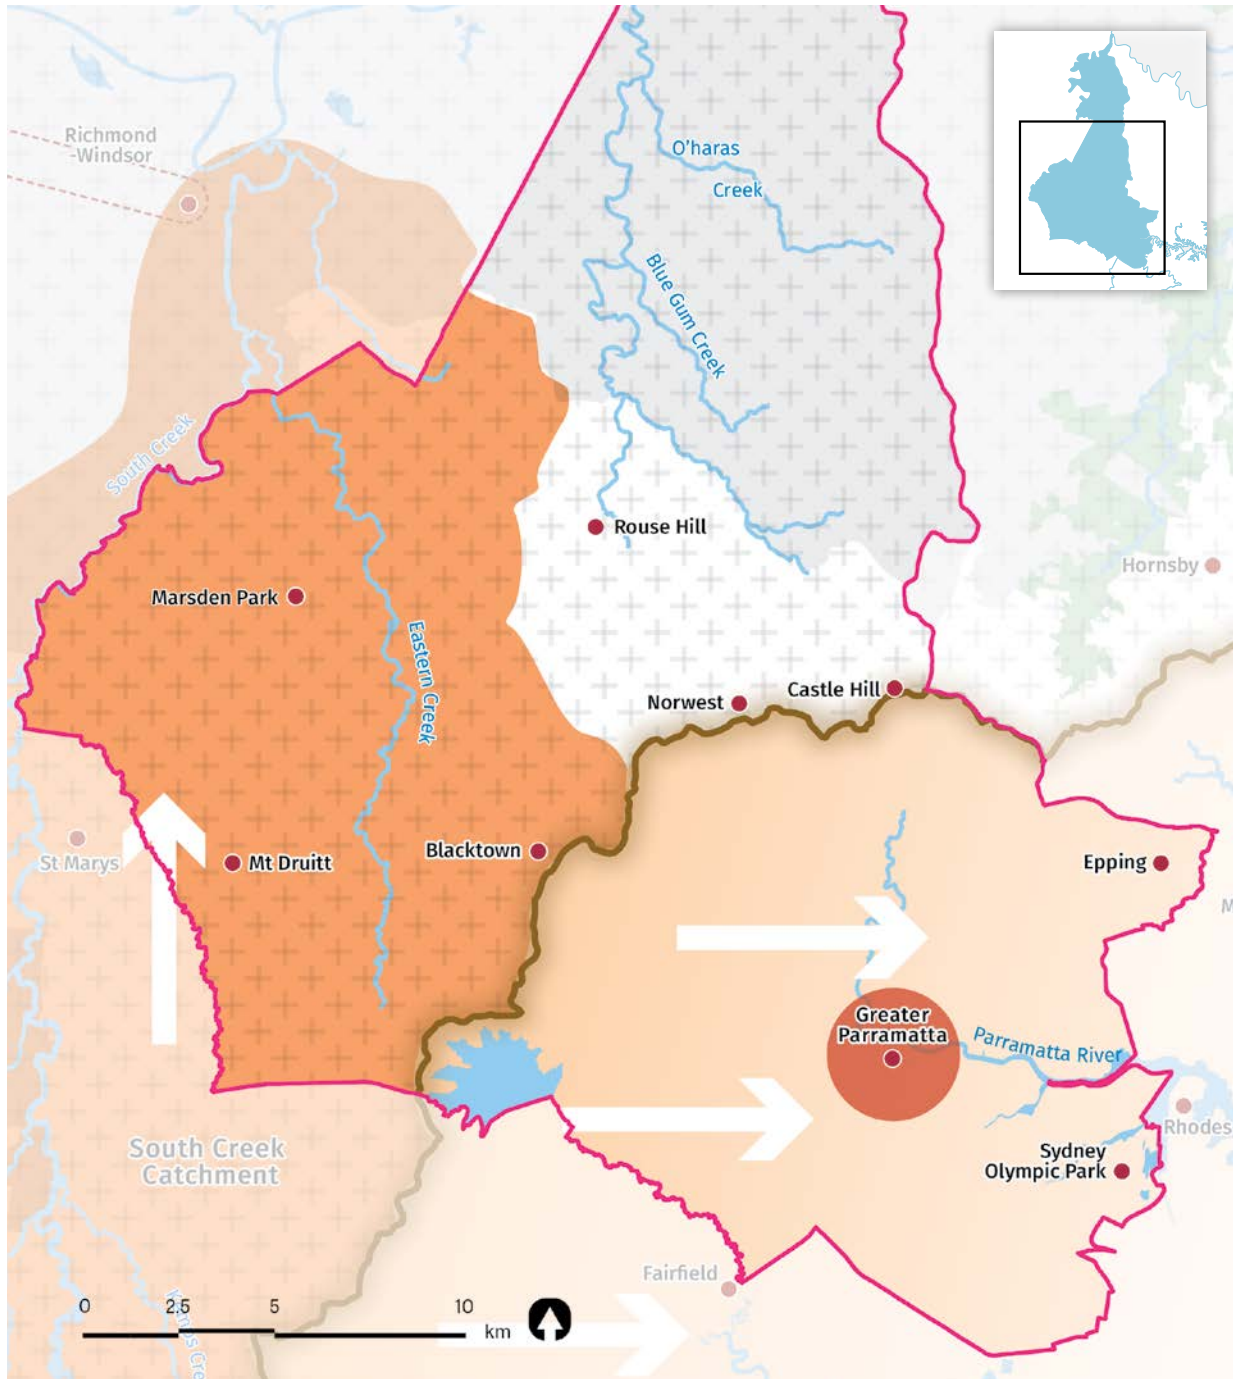 Richmond
-Windsor
O'haras
Creek
Blue Gum Creek
South Creek
Rouse Hill
Hornsby
Marsden Park
Eastern Creek
Castle Hill
Norwest
St Marys
Mt Druitt
Blacktown
Epping
M
Greater
Parramatta
Parramatta River
Rhodes
South Creek
Catchment
Sydney
Olympic Park
Fairfield
Kemps Cre
0 2.5 5 10
km